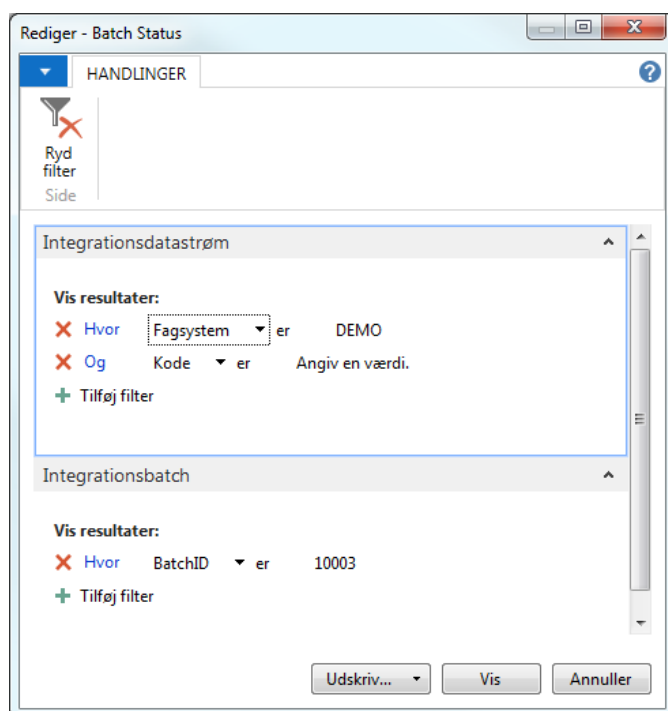 Rediger - Batch Status
HANDLINGER
Ryd
filter
Side
Integrationsdatastrøm
Vis resultater:
Hvor Fagsystem er DEMO
Og Kode er Angiv en værdi.
Tilføj filter
Integrationsbatch
Vis resultater:
Hvor BatchID er 10003
Tilføj filter
Udskriv... Vis Annuller